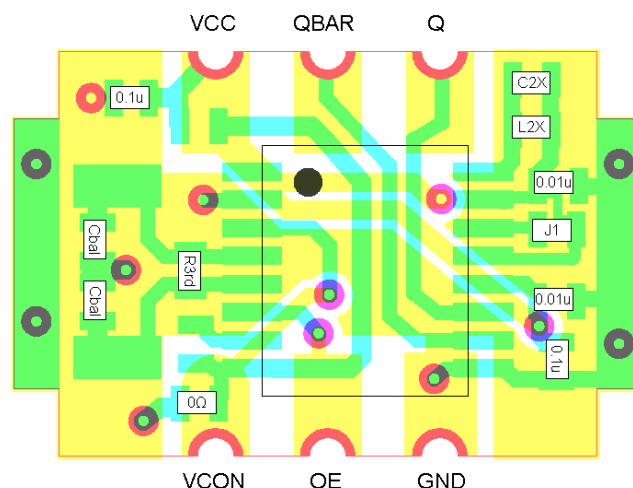 VCC QBAR Q
0.1u
C2X
L2X
0.01u
J1
Cbal
R3rd
Cbal
0.01u
0.1u
0Ω
VCON OE GND